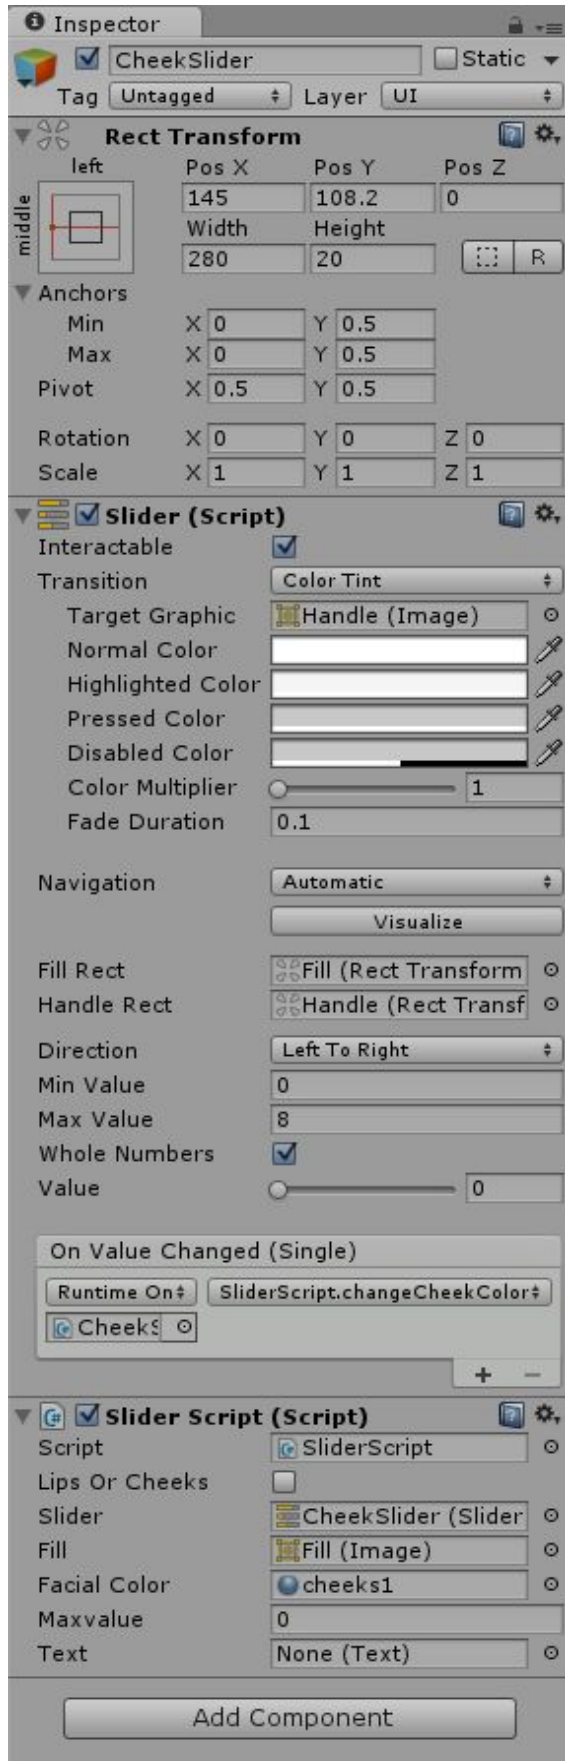 Inspector
CheekSlider Static
Tag Untagged Layer UI
Rect Transform
left Pos X Pos Y Pos Z
middle 145 108.2 0
Width Height
280 20 R
Anchors
Min X 0 Y 0.5
Max X 0 Y 0.5
Pivot X 0.5 Y 0.5
Rotation X 0 Y 0 Z 0
Scale X 1 Y 1 Z 1
Slider (Script)
Interactable
Transition Color Tint
Target Graphic Handle (Image)
Normal Color
Highlighted Color
Pressed Color
Disabled Color
Color Multiplier 1
Fade Duration 0.1
Navigation Automatic
Visualize
Fill Rect Fill (Rect Transform
Handle Rect Handle (Rect Transf
Direction Left To Right
Min Value 0
Max Value 8
Whole Numbers
Value 0
On Value Changed (Single)
Runtime On SliderScript.changeCheekColor
CheekS
+ −
Slider Script (Script)
Script SliderScript
Lips Or Cheeks
Slider CheekSlider (Slider
Fill Fill (Image)
Facial Color cheeks1
Maxvalue 0
Text None (Text)
Add Component